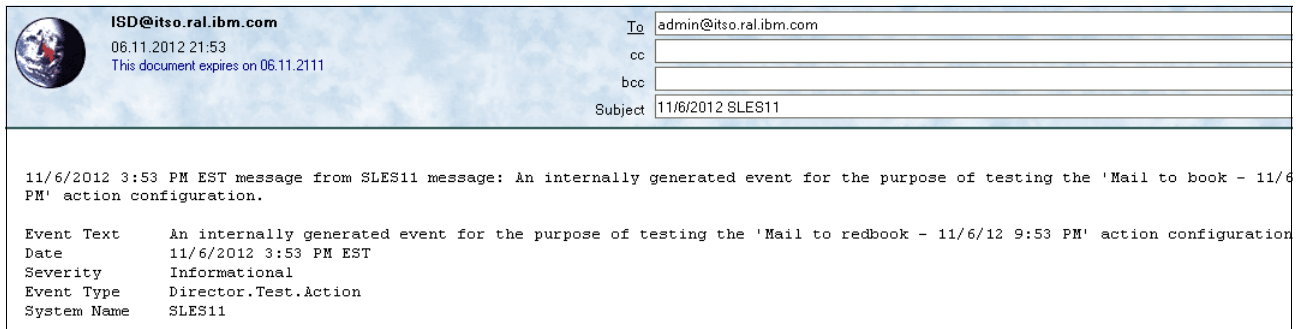 ISD@itso.ral.ibm.com
06.11.2012 21:53
This document expires on 06.11.2111
To admin@itso.ral.ibm.com
cc
bcc
Subject 11/6/2012 SLES11
11/6/2012 3:53 PM EST message from SLES11 message: An internally generated event for the purpose of testing the 'Mail to book - 11/6
PM' action configuration.
Event Text An internally generated event for the purpose of testing the 'Mail to redbook - 11/6/12 9:53 PM' action configuration
Date 11/6/2012 3:53 PM EST
Severity Informational
Event Type Director.Test.Action
System Name SLES11